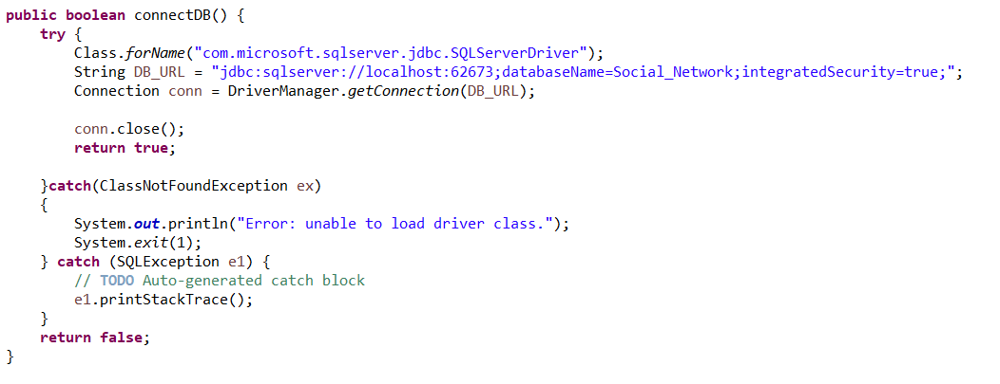 public boolean connectDB() {
    try {
        Class.forName("com.microsoft.sqlserver.jdbc.SQLServerDriver");
        String DB_URL = "jdbc:sqlserver://localhost:62673;databaseName=Social_Network;integratedSecurity=true;";
        Connection conn = DriverManager.getConnection(DB_URL);

        conn.close();
        return true;

    }catch(ClassNotFoundException ex)
    {
        System.out.println("Error: unable to load driver class.");
        System.exit(1);
    } catch (SQLException e1) {
        // TODO Auto-generated catch block
        e1.printStackTrace();
    }
    return false;
}